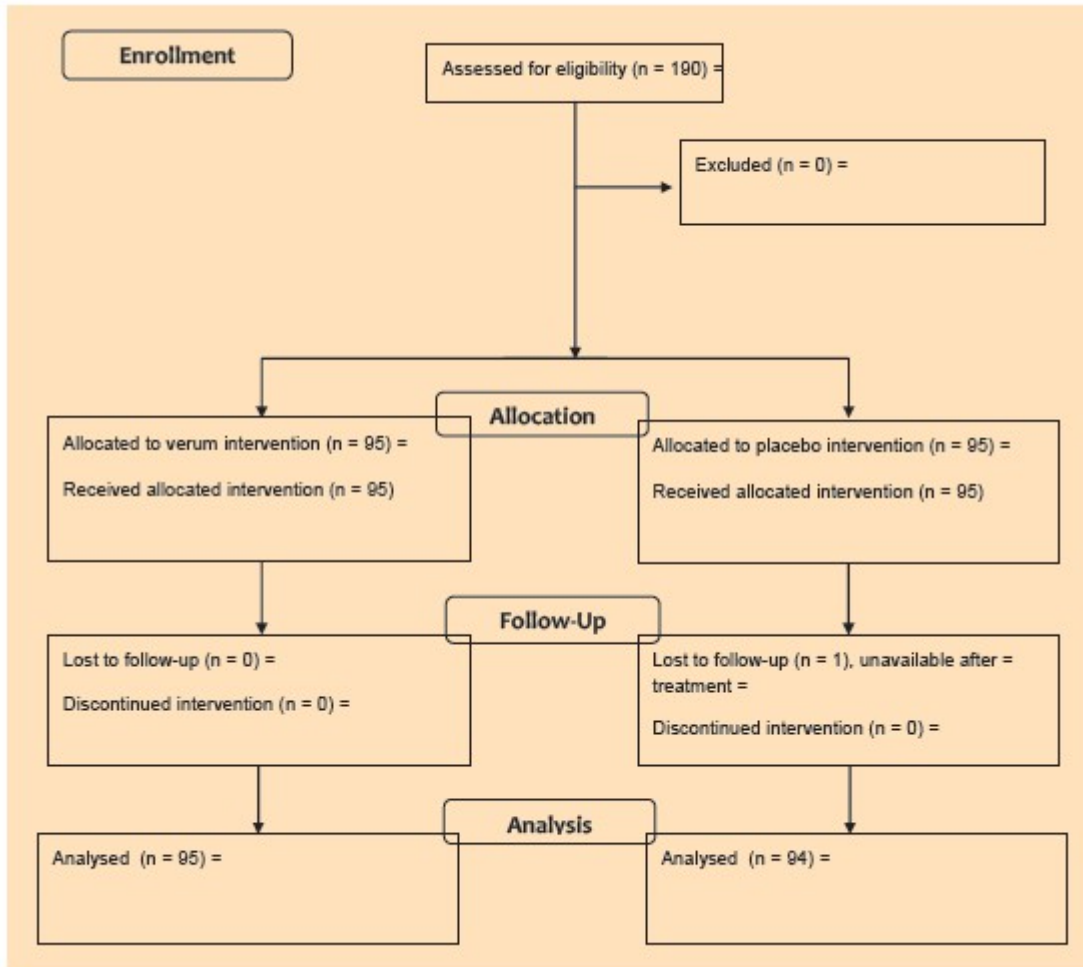 Enrollment
Assessed for eligibility (n = 190) =
Excluded (n = 0) =
Allocation
Allocated to verum intervention (n = 95) =
Received allocated intervention (n = 95)
Allocated to placebo intervention (n = 95) =
Received allocated intervention (n = 95)
Follow-Up
Lost to follow-up (n = 0) =
Discontinued intervention (n = 0) =
Lost to follow-up (n = 1), unavailable after =
treatment =
Discontinued intervention (n = 0) =
Analysis
Analysed (n = 95) =
Analysed (n = 94) =